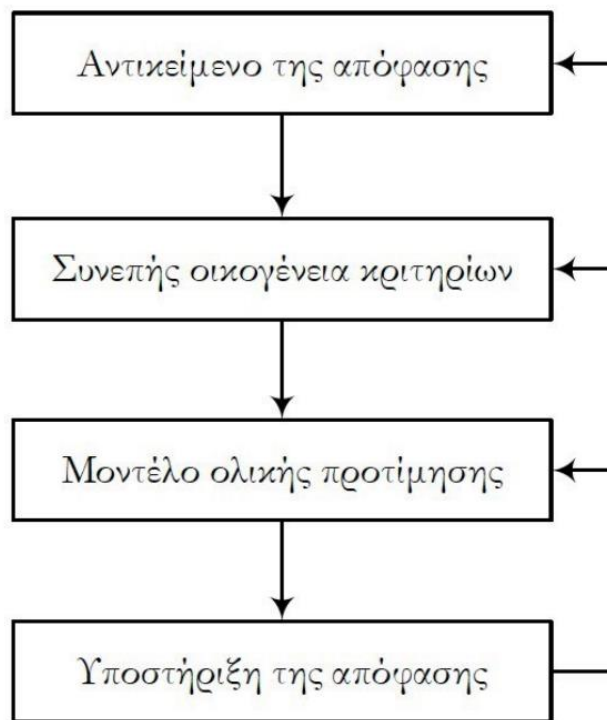 Αντικείμενο της απόφασης
Συνεπής οικογένεια κριτηρίων
Μοντέλο ολικής προτίμησης
Υποστήριξη της απόφασης